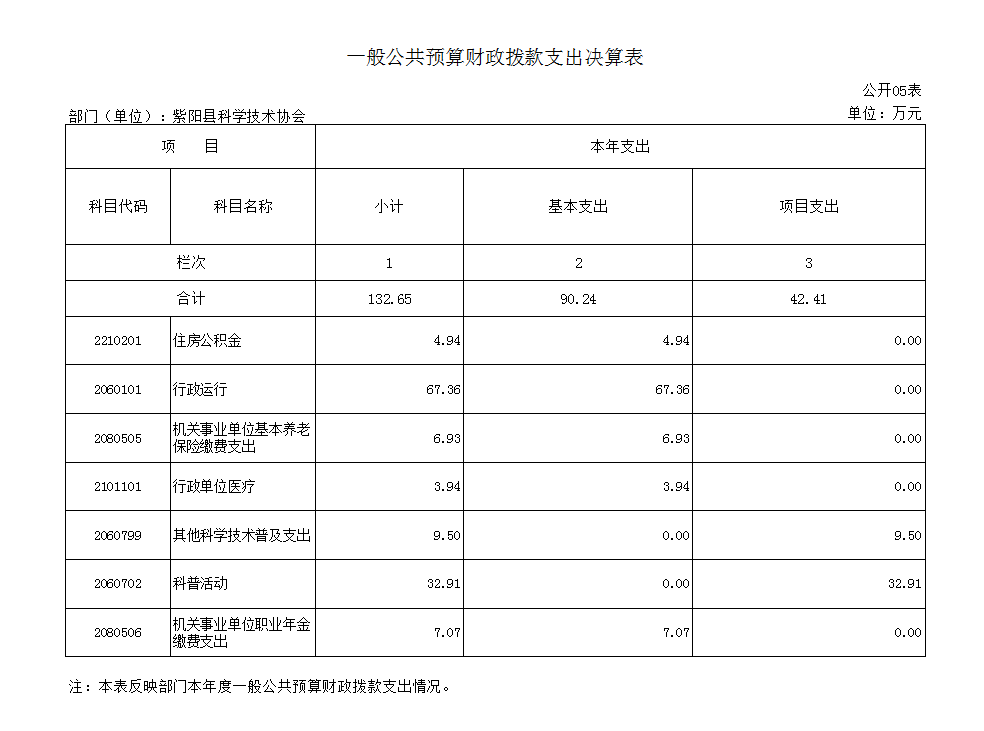 一般公共预算财政拨款支出决算表
公开05表
部门（单位）：紫阳县科学技术协会 单位：万元
项 目 本年支出
科目代码 科目名称 小计 基本支出 项目支出
栏次 1 2 3
合计 132.65 90.24 42.41
2210201 住房公积金 4.94 4.94 0.00
2060101 行政运行 67.36 67.36 0.00
2080505 机关事业单位基本养老
保险缴费支出 6.93 6.93 0.00
2101101 行政单位医疗 3.94 3.94 0.00
2060799 其他科学技术普及支出 9.50 0.00 9.50
2060702 科普活动 32.91 0.00 32.91
2080506 机关事业单位职业年金
缴费支出 7.07 7.07 0.00
注：本表反映部门本年度一般公共预算财政拨款支出情况。